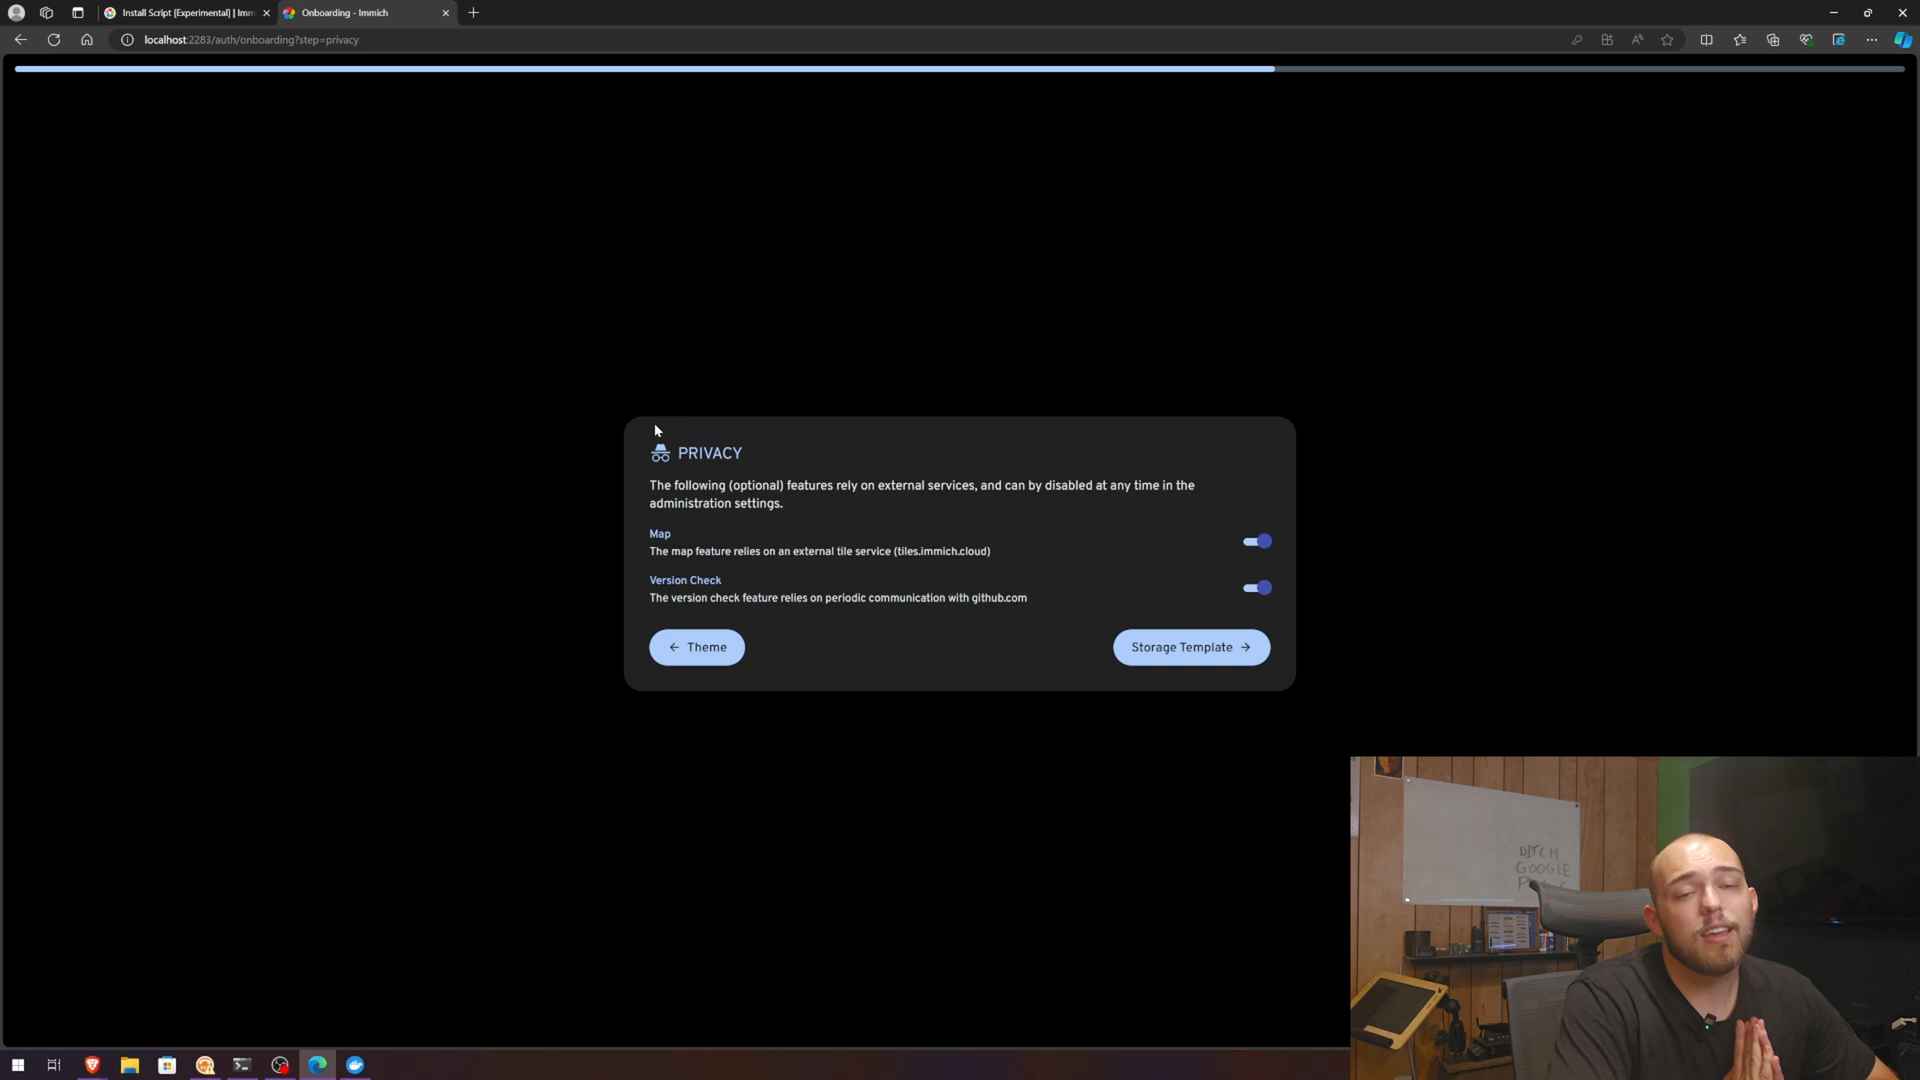 Install Script [Experimental] | Imm
Onboarding - Immich
localhost:2283/auth/onboarding?step=privacy
PRIVACY
The following (optional) features rely on external services, and can by disabled at any time in the
administration settings.
Map
The map feature relies on an external tile service (tiles.immich.cloud)
Version Check
The version check feature relies on periodic communication with github.com
← Theme
Storage Template →
DITCH
GOOGLE